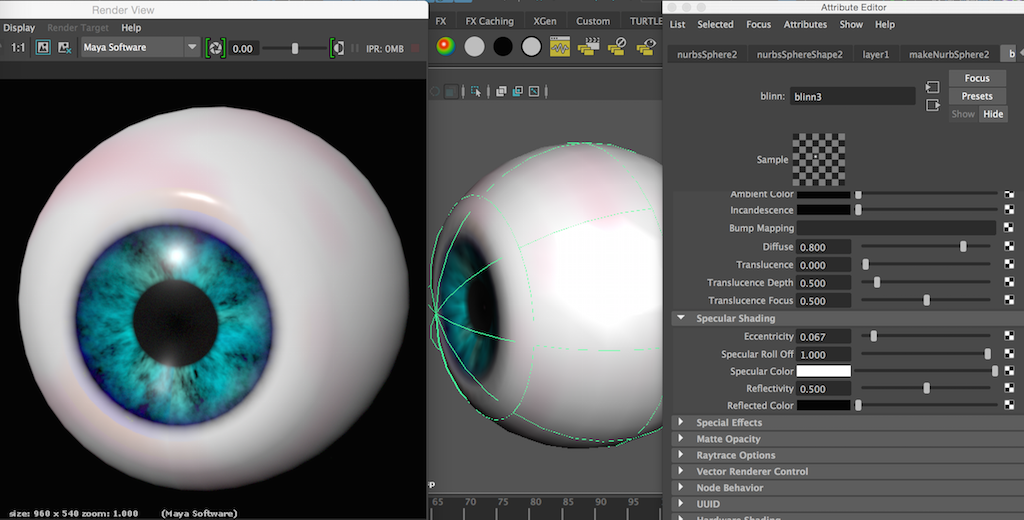 Render View
Display Render Target Help
1:1 Maya Software 0.00 IPR: 0MB
size: 960 x 540 zoom: 1.000 (Maya Software)
FX FX Caching XGen Custom TURTLE
65 70 75 80 85 90 95
Attribute Editor
List Selected Focus Attributes Show Help
nurbsSphere2 nurbsSphereShape2 layer1 makeNurbSphere2 b
Focus
blinn: blinn3 Presets
Show Hide
Sample
Ambient Color
Incandescence
Bump Mapping
Diffuse 0.800
Translucence 0.000
Translucence Depth 0.500
Translucence Focus 0.500
Specular Shading
Eccentricity 0.067
Specular Roll Off 1.000
Specular Color
Reflectivity 0.500
Reflected Color
Special Effects
Matte Opacity
Raytrace Options
Vector Renderer Control
Node Behavior
UUID
Hardware Shading